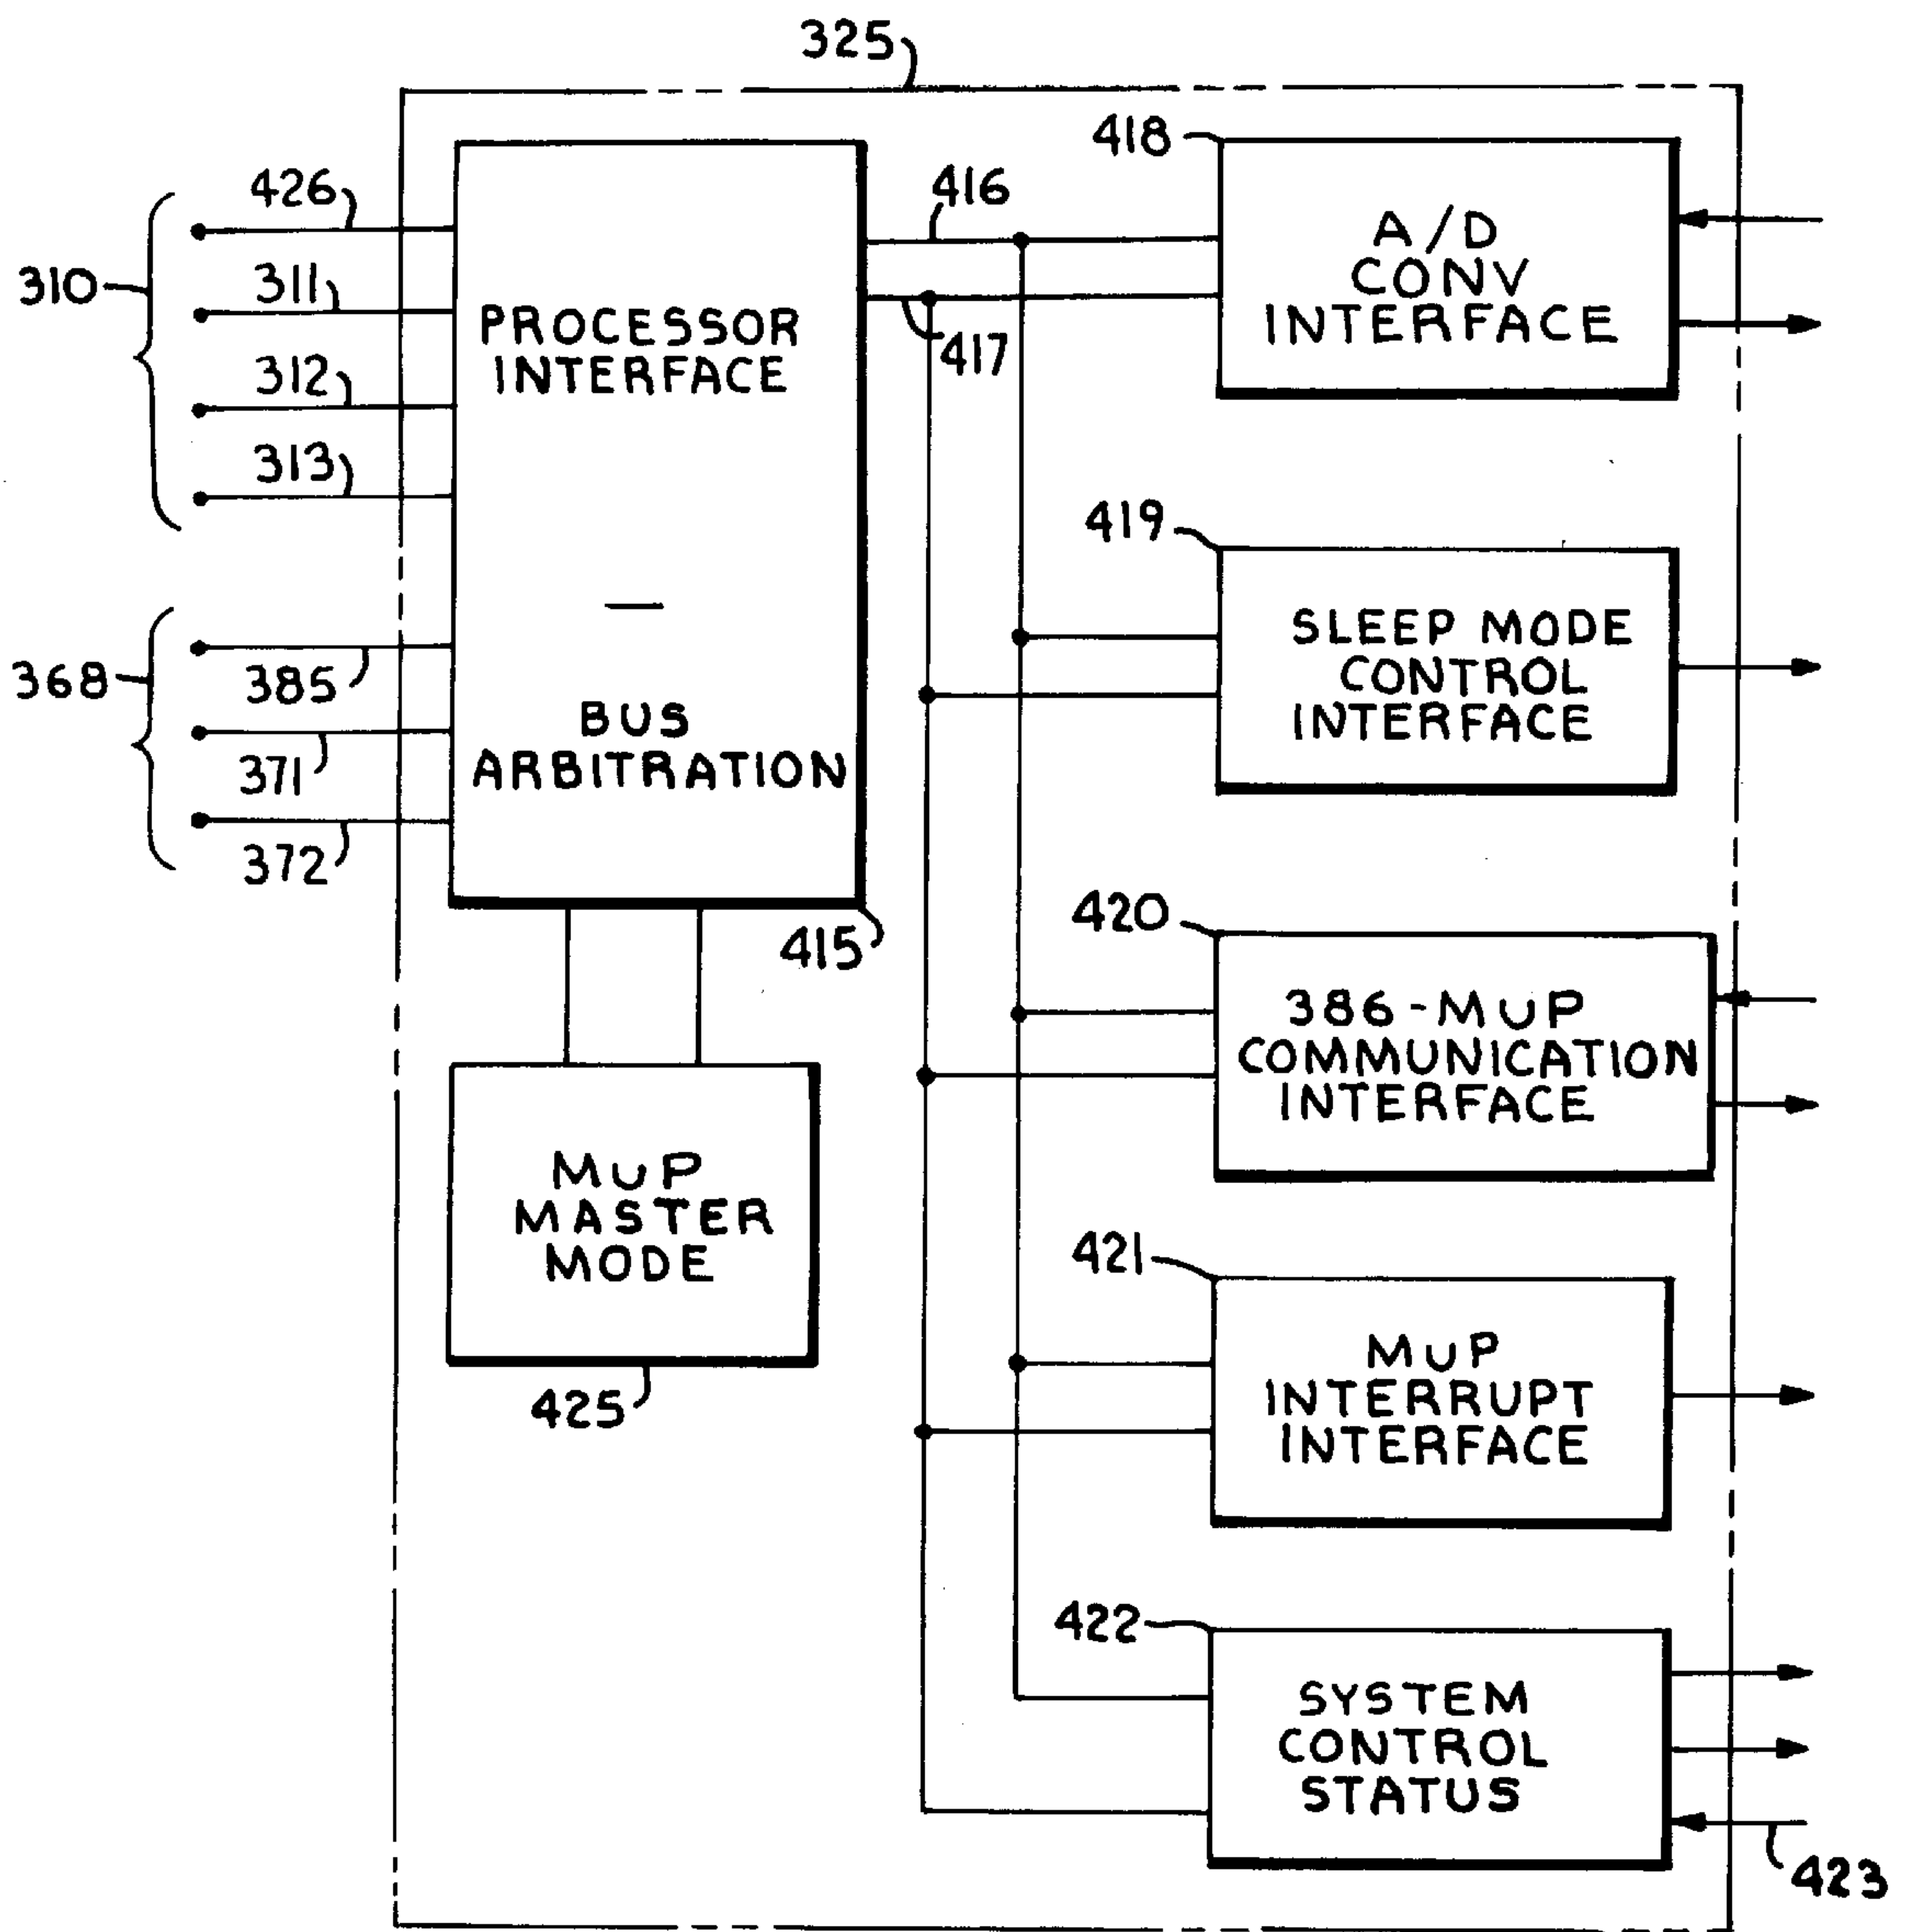 325
426
311
312
313
310
385
371
372
368
PROCESSOR
INTERFACE
—
BUS
ARBITRATION
415
416
417
MUP
MASTER
MODE
425
418
A/D
CONV
INTERFACE
419
SLEEP MODE
CONTROL
INTERFACE
420
386-MUP
COMMUNICATION
INTERFACE
421
MUP
INTERRUPT
INTERFACE
422
SYSTEM
CONTROL
STATUS
423